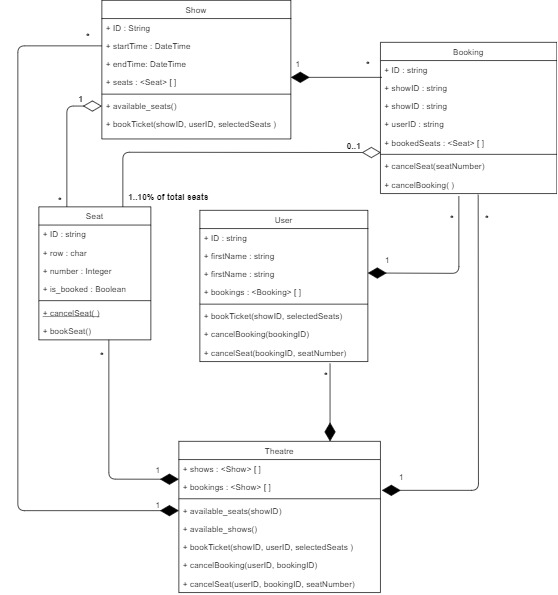 Show
+ ID : String
+ startTime : DateTime
+ endTime: DateTime
+ seats : <Seat> [ ]
+ available_seats()
+ bookTicket(showID, userID, selectedSeats )
*
1
*
1
*
Booking
+ ID : string
+ showID : string
+ showID : string
+ userID : string
+ bookedSeats : <Seat> [ ]
+ cancelSeat(seatNumber)
+ cancelBooking( )
0..1
1..10% of total seats
Seat
+ ID : string
+ row : char
+ number : Integer
+ is_booked : Boolean
+ cancelSeat( )
+ bookSeat()
*
User
+ ID : string
+ firstName : string
+ firstName : string
+ bookings : <Booking> [ ]
+ bookTicket(showID, selectedSeats)
+ cancelBooking(bookingID)
+ cancelSeat(bookingID, seatNumber)
*
*
1
*
Theatre
+ shows : <Show> [ ]
+ bookings : <Show> [ ]
+ available_seats(showID)
+ available_shows()
+ bookTicket(showID, userID, selectedSeats )
+ cancelBooking(userID, bookingID)
+ cancelSeat(userID, bookingID, seatNumber)
1
1
1